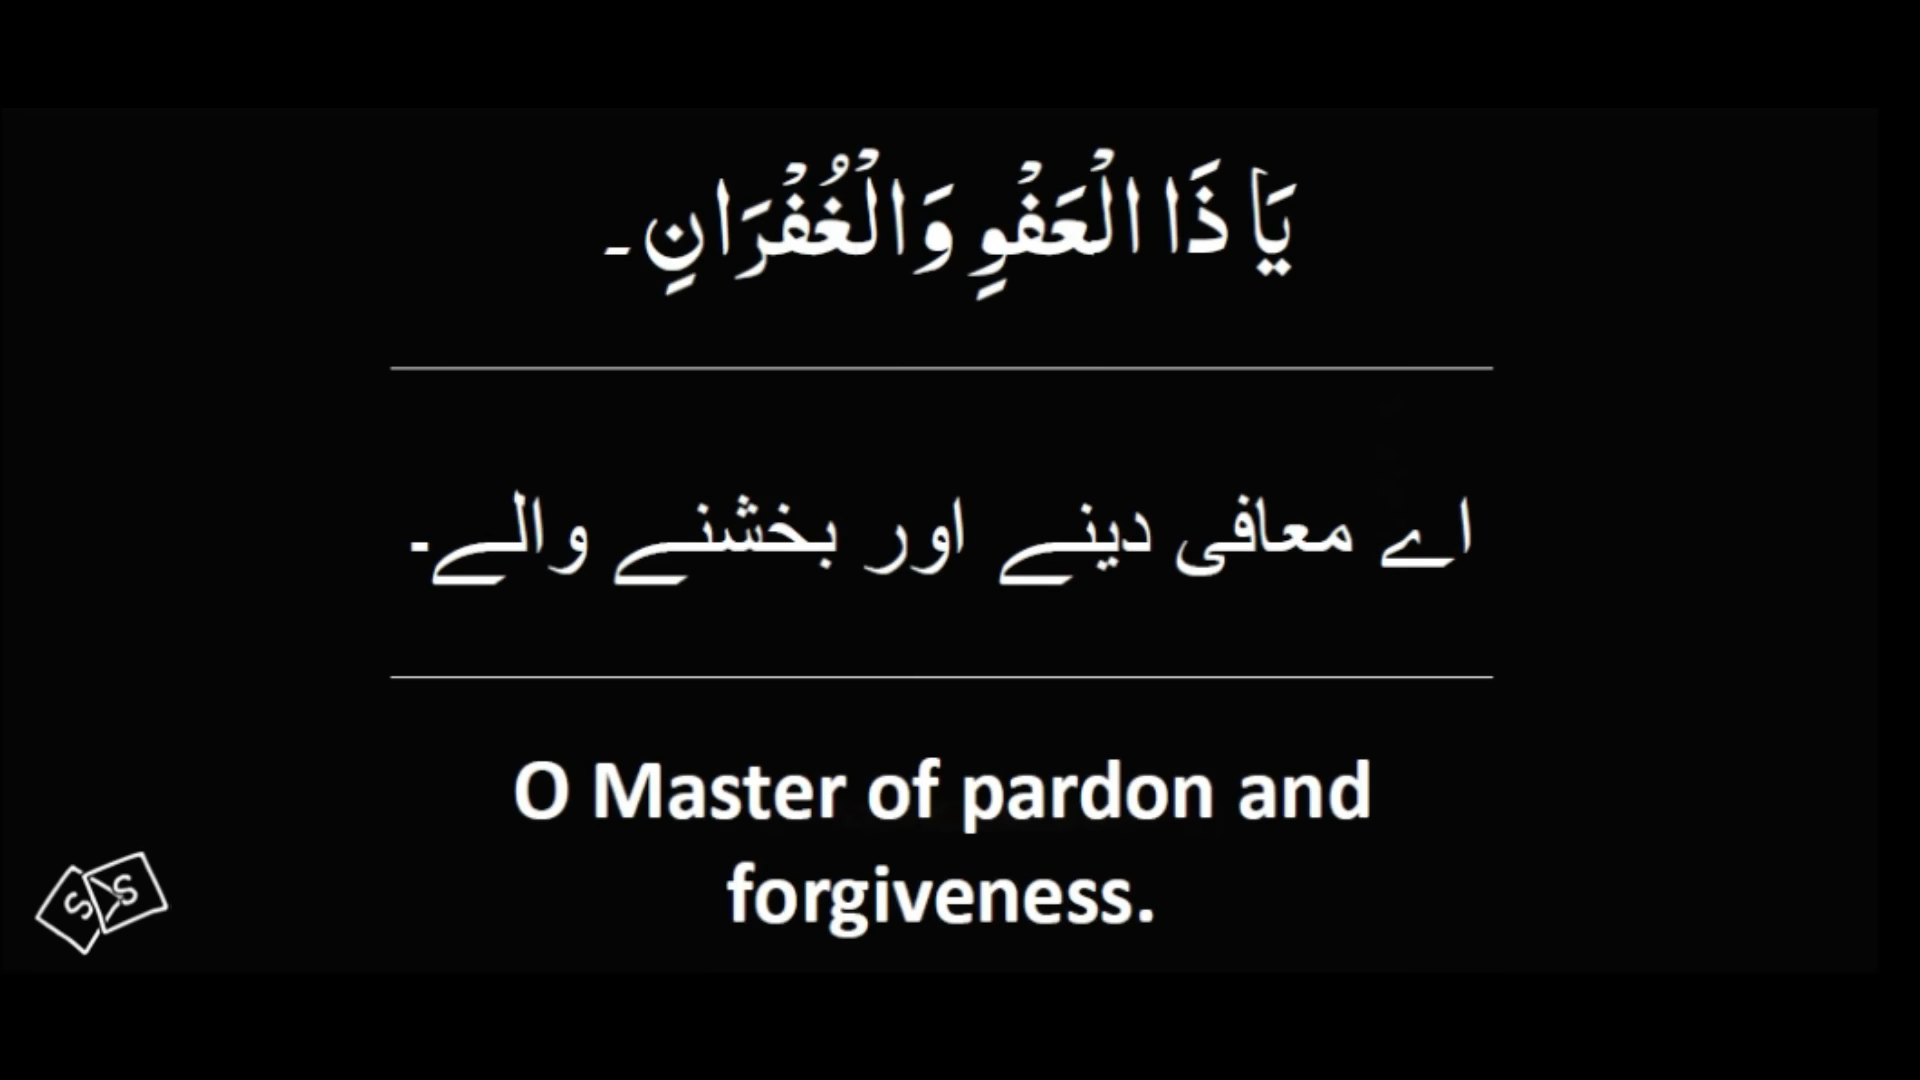 يَا ذَا الْعَفْوِ وَالْغُفْرَانِ۔
اے معافی دینے اور بخشنے والے۔
O Master of pardon and
forgiveness.
S S